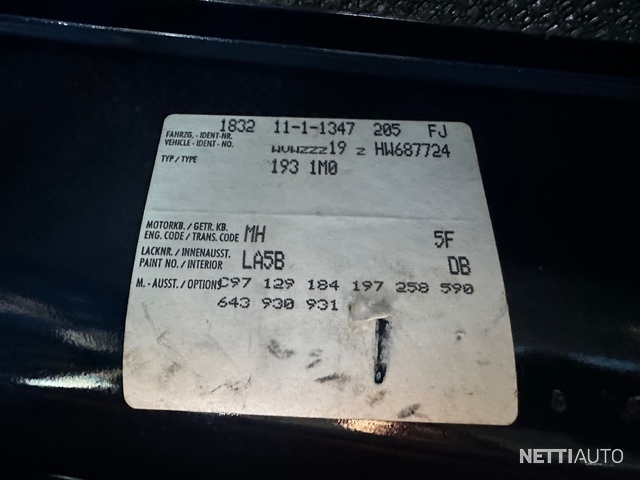 1832 11-1-1347 205 FJ
FAHRZG. - IDENT-NR.
VEHICLE - IDENT - NO. WVWZZZ19 Z HW687724
TYP / TYPE 193 1M0
MOTORKB. / GETR. KB.
ENG. CODE / TRANS. CODE MH 5F
LACKNR. / INNENAUSST.
PAINT NO. / INTERIOR LA5B DB
M. - AUSST. / OPTIONS C97 129 184 197 258 590
643 930 931
NETTIAUTO